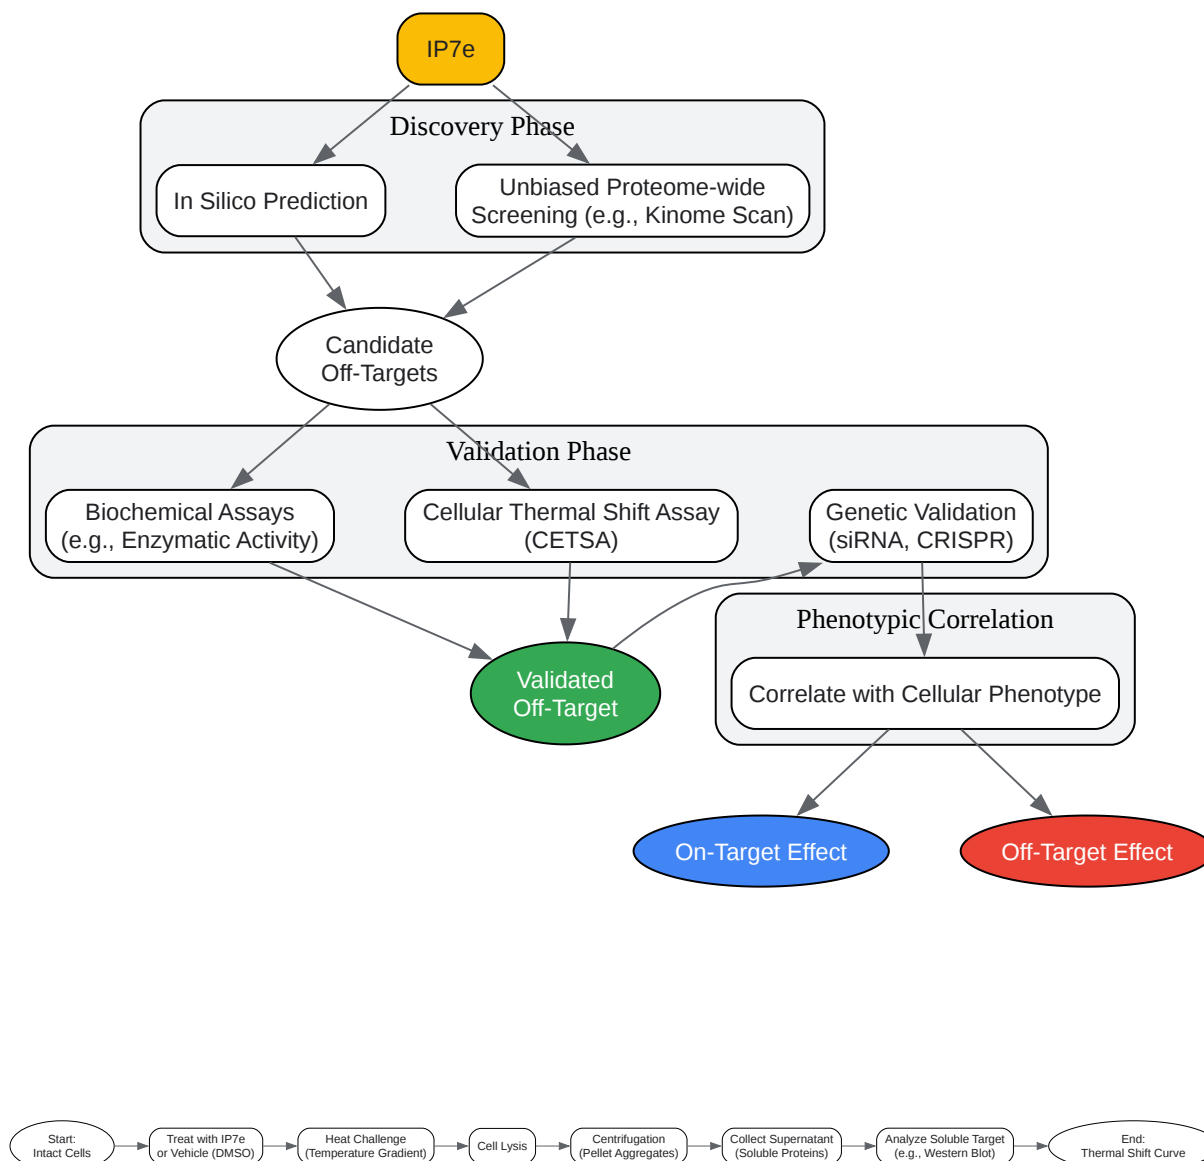 IP7e
Discovery Phase
In Silico Prediction
Unbiased Proteome-wide
Screening (e.g., Kinome Scan)
Candidate
Off-Targets
Validation Phase
Biochemical Assays
(e.g., Enzymatic Activity)
Cellular Thermal Shift Assay
(CETSA)
Genetic Validation
(siRNA, CRISPR)
Phenotypic Correlation
Validated
Off-Target
Correlate with Cellular Phenotype
On-Target Effect
Off-Target Effect
Start:
Intact Cells
Treat with IP7e
or Vehicle (DMSO)
Heat Challenge
(Temperature Gradient)
Cell Lysis
Centrifugation
(Pellet Aggregates)
Collect Supernatant
(Soluble Proteins)
Analyze Soluble Target
(e.g., Western Blot)
End:
Thermal Shift Curve